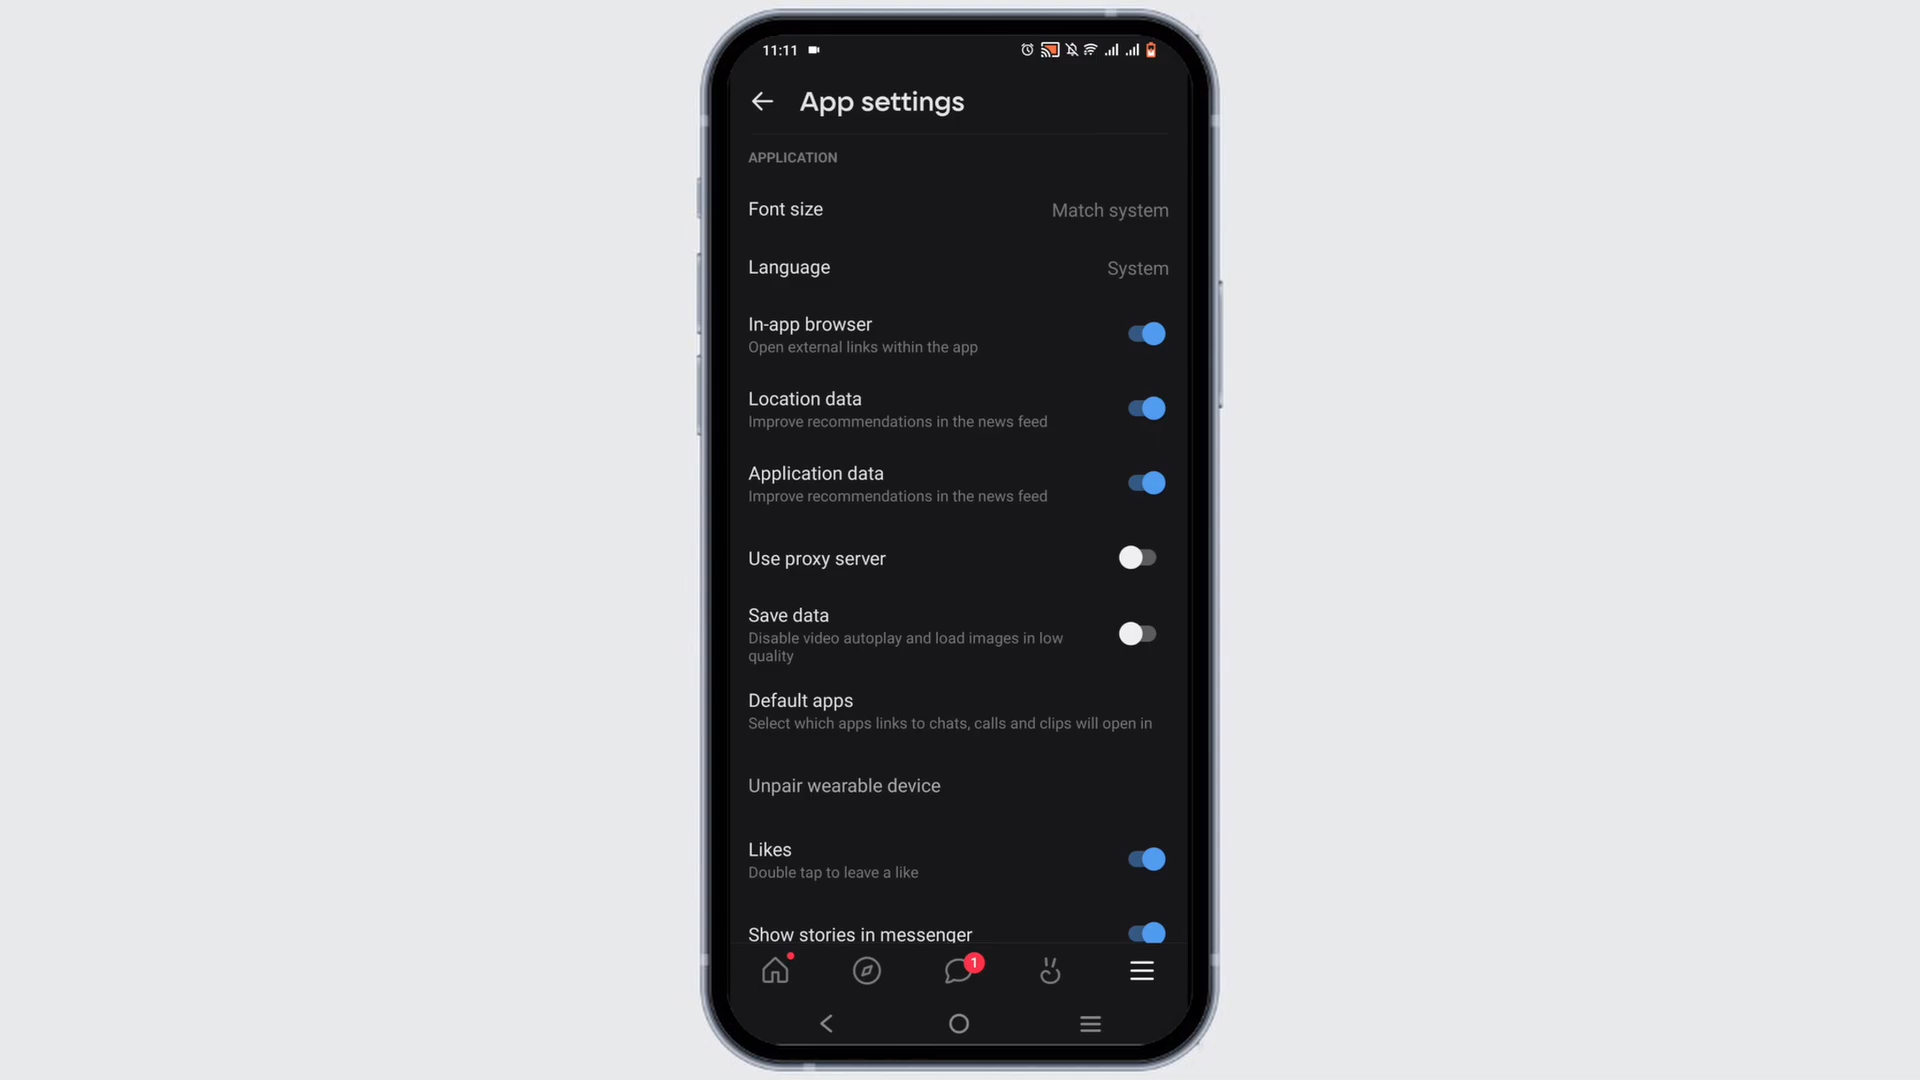 11:11
App settings
APPLICATION
Font size
Match system
Language
System
In-app browser
Open external links within the app
Location data
Improve recommendations in the news feed
Application data
Improve recommendations in the news feed
Use proxy server
Save data
Disable video autoplay and load images in low
quality
Default apps
Select which apps links to chats, calls and clips will open in
Unpair wearable device
Likes
Double tap to leave a like
Show stories in messenger
1